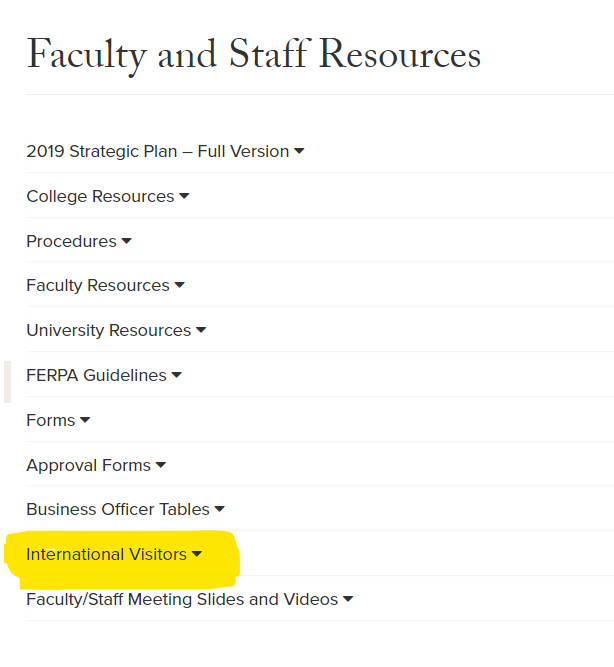 Faculty and Staff Resources
2019 Strategic Plan – Full Version
College Resources
Procedures
Faculty Resources
University Resources
FERPA Guidelines
Forms
Approval Forms
Business Officer Tables
International Visitors
Faculty/Staff Meeting Slides and Videos